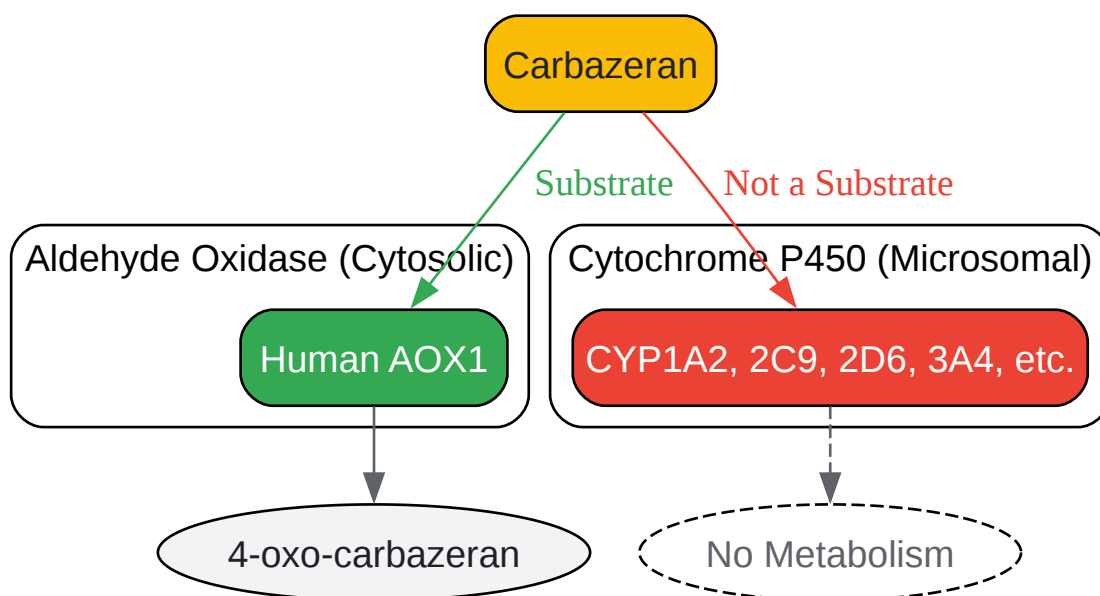 Carbazeran
Substrate
Not a Substrate
Aldehyde Oxidase (Cytosolic)
Cytochrome P450 (Microsomal)
Human AOX1
CYP1A2, 2C9, 2D6, 3A4, etc.
4-oxo-carbazeran
No Metabolism